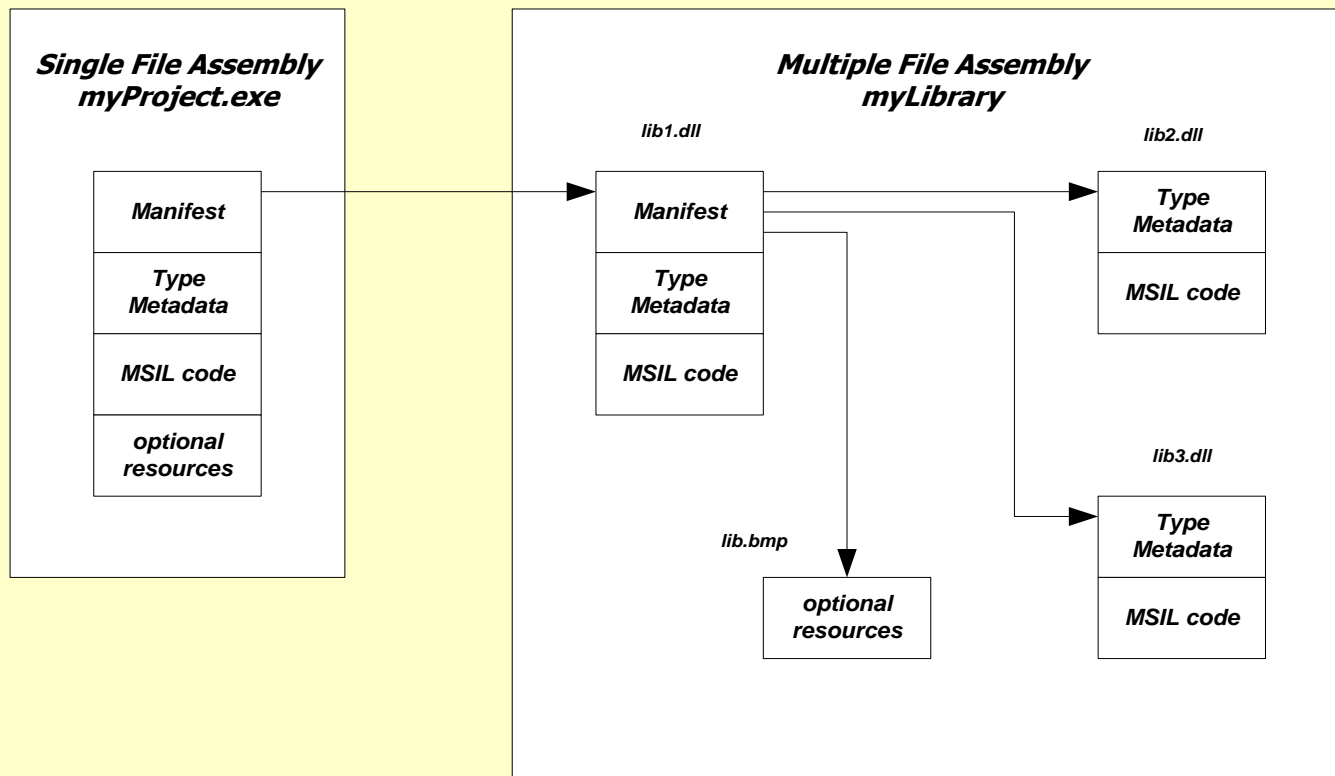 Single File Assembly
myProject.exe
Manifest
Type
Metadata
MSIL code
optional
resources
Multiple File Assembly
myLibrary
lib1.dll
Manifest
Type
Metadata
MSIL code
lib2.dll
Type
Metadata
MSIL code
lib.bmp
optional
resources
lib3.dll
Type
Metadata
MSIL code